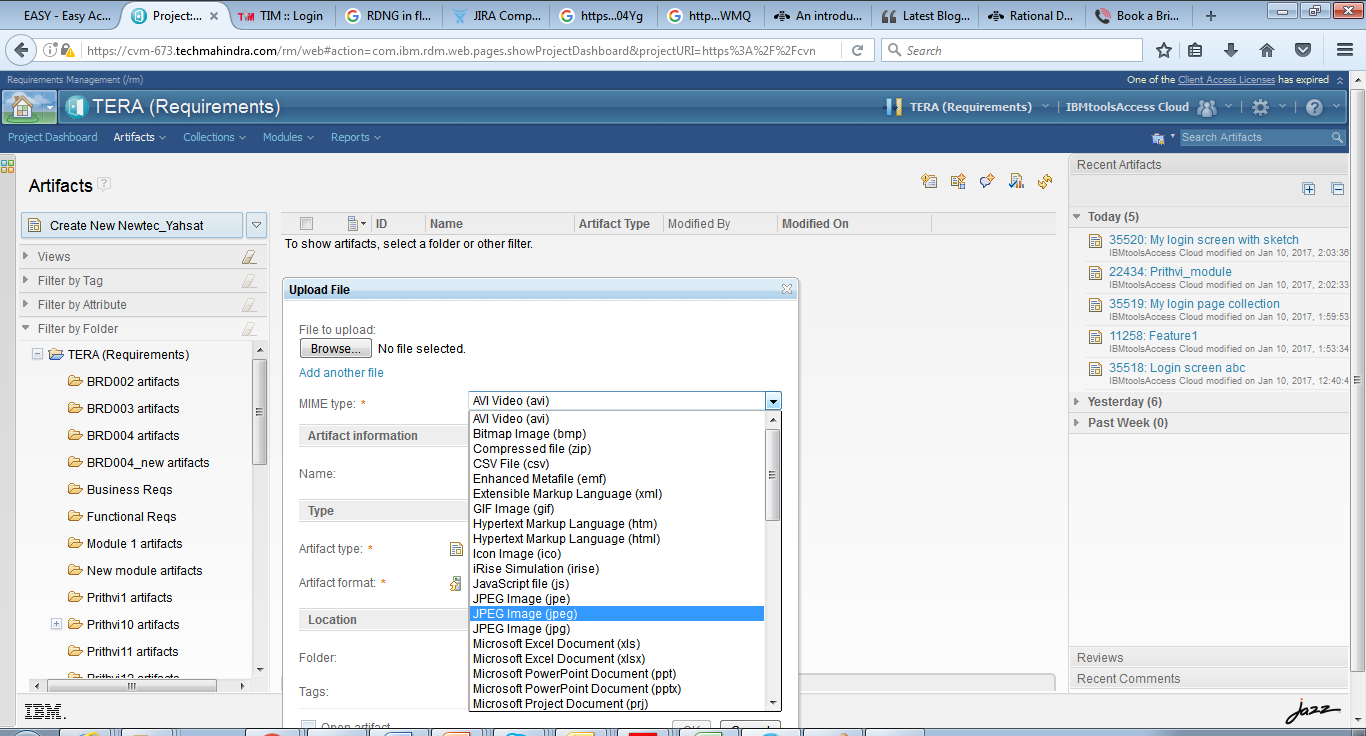 EASY - Easy Ac...
Project:...
TIM :: Login
RDNG in fl...
JIRA Comp...
https...04Yg
http...WMQ
An introdu...
Latest Blog...
Rational D...
Book a Bri...
https://cvm-673.techmahindra.com/rm/web#action=com.ibm.rdm.web.pages.showProjectDashboard&projectURI=https%3A%2F%2Fcvn
Search
Requirements Management (/rm)
One of the Client Access Licenses has expired
TERA (Requirements)
TERA (Requirements)
IBMtoolsAccess Cloud
Project Dashboard
Artifacts
Collections
Modules
Reports
Search Artifacts
Artifacts
Create New Newtec_Yahsat
Views
Filter by Tag
Filter by Attribute
Filter by Folder
TERA (Requirements)
BRD002 artifacts
BRD003 artifacts
BRD004 artifacts
BRD004_new artifacts
Business Reqs
Functional Reqs
Module 1 artifacts
New module artifacts
Prithvi1 artifacts
Prithvi10 artifacts
Prithvi11 artifacts
Prithvi12 artifacts
IBM.
ID
Name
Artifact Type
Modified By
Modified On
To show artifacts, select a folder or other filter.
Upload File
File to upload:
Browse... No file selected.
Add another file
MIME type: *
AVI Video (avi)
AVI Video (avi)
Bitmap Image (bmp)
Compressed file (zip)
CSV File (csv)
Enhanced Metafile (emf)
Extensible Markup Language (xml)
GIF Image (gif)
Hypertext Markup Language (htm)
Hypertext Markup Language (html)
Icon Image (ico)
iRise Simulation (irise)
JavaScript file (js)
JPEG Image (jpe)
JPEG Image (jpeg)
JPEG Image (jpg)
Microsoft Excel Document (xls)
Microsoft Excel Document (xlsx)
Microsoft PowerPoint Document (ppt)
Microsoft PowerPoint Document (pptx)
Microsoft Project Document (prj)
Artifact information
Name:
Type
Artifact type: *
Artifact format: *
Location
Folder:
Tags:
Open artifact
OK
Cancel
Recent Artifacts
Today (5)
35520: My login screen with sketch
IBMtoolsAccess Cloud modified on Jan 10, 2017, 2:03:36
22434: Prithvi_module
IBMtoolsAccess Cloud modified on Jan 10, 2017, 2:02:33
35519: My login page collection
IBMtoolsAccess Cloud modified on Jan 10, 2017, 1:59:53
11258: Feature1
IBMtoolsAccess Cloud modified on Jan 10, 2017, 1:53:34
35518: Login screen abc
IBMtoolsAccess Cloud modified on Jan 10, 2017, 12:40:4
Yesterday (6)
Past Week (0)
Reviews
Recent Comments
jazz